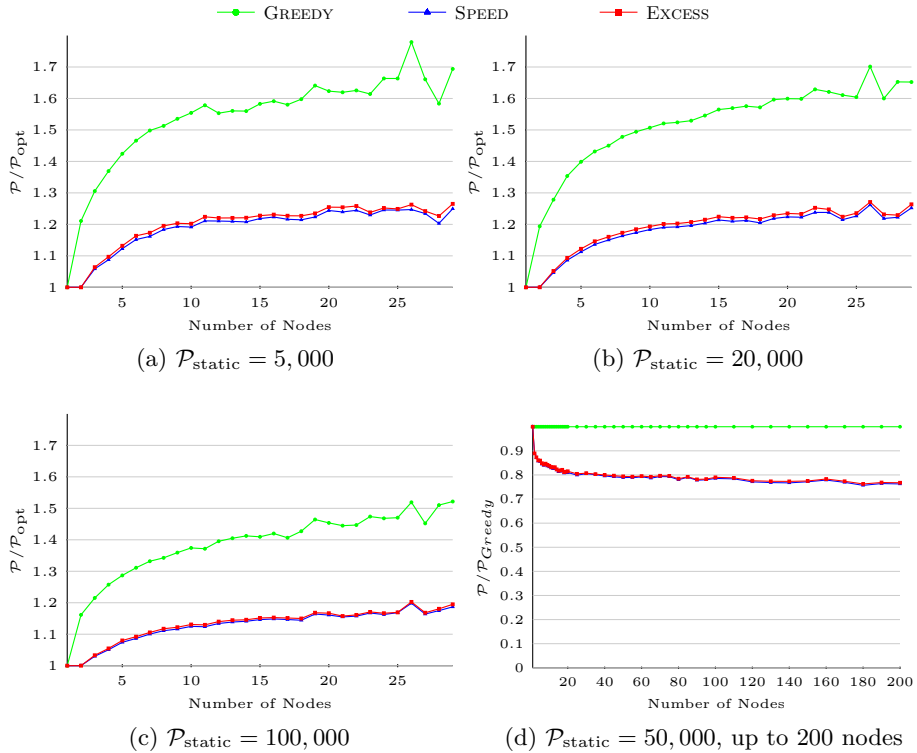 GREEDY SPEED EXCESS
1.7
1.6
1.5
1.4
1.3
1.2
1.1
1
P/P_opt
5 10 15 20 25
Number of Nodes
(a) P_static = 5, 000
1.7
1.6
1.5
1.4
1.3
1.2
1.1
1
P/P_opt
5 10 15 20 25
Number of Nodes
(b) P_static = 20, 000
1.7
1.6
1.5
1.4
1.3
1.2
1.1
1
P/P_opt
5 10 15 20 25
Number of Nodes
(c) P_static = 100, 000
0.9
0.8
0.7
0.6
0.5
0.4
0.3
0.2
0.1
0
P/P_Greedy
20 40 60 80 100 120 140 160 180 200
Number of Nodes
(d) P_static = 50, 000, up to 200 nodes